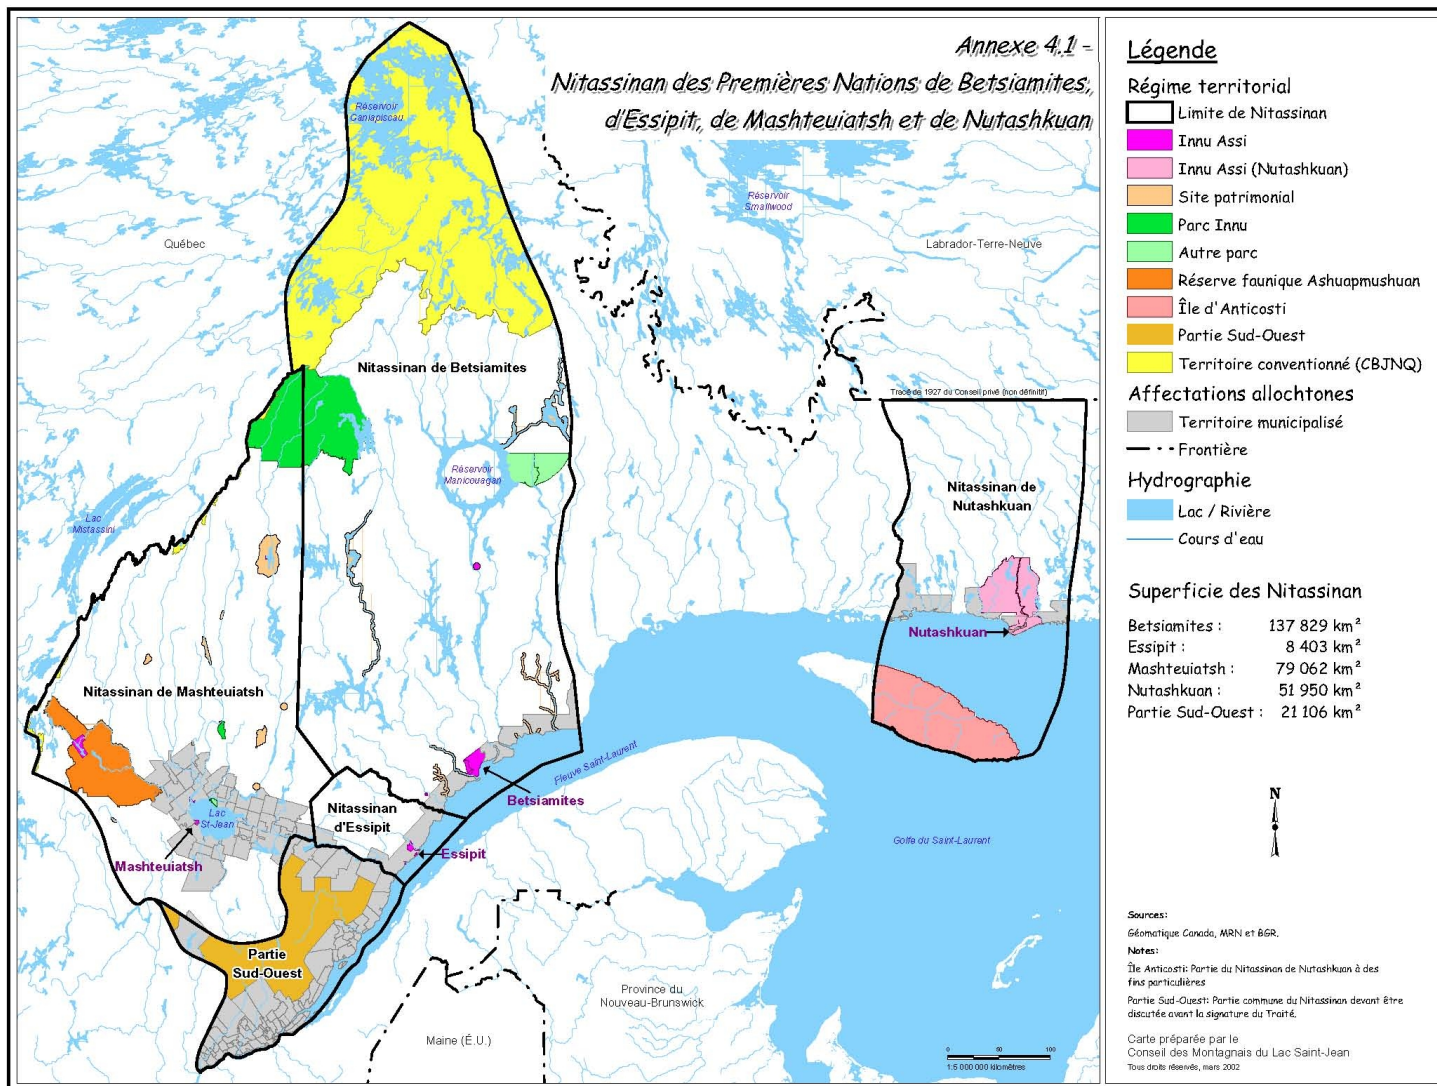 Annexe 4.1 -
Nitassinan des Premières Nations de Betsiamites,
d'Essipit, de Mashteuiatsh et de Nutashkuan
Réservoir
Caniapiscau
Réservoir
Smallwood
Québec
Labrador-Terre-Neuve
Nitassinan de Betsiamites
Tracé de 1927 du Conseil privé (non définitif)
Réservoir
Manicouagan
Nitassinan de
Nutashkuan
Lac
Mistassini
Nutashkuan
Nitassinan de Mashteuiatsh
Fleuve Saint-Laurent
Betsiamites
Nitassinan
d'Essipit
Lac
St-Jean
Essipit
Mashteuiatsh
Golfe du Saint-Laurent
Partie
Sud-Ouest
Province du
Nouveau-Brunswick
Maine (É.U.)
0 50 100
1:5 000 000 kilomètres
Légende
Régime territorial
Limite de Nitassinan
Innu Assi
Innu Assi (Nutashkuan)
Site patrimonial
Parc Innu
Autre parc
Réserve faunique Ashuapmushuan
Île d'Anticosti
Partie Sud-Ouest
Territoire conventionné (CBJNQ)
Affectations allochtones
Territoire municipalisé
Frontière
Hydrographie
Lac / Rivière
Cours d'eau
Superficie des Nitassinan
Betsiamites : 137 829 km²
Essipit : 8 403 km²
Mashteuiatsh : 79 062 km²
Nutashkuan : 51 950 km²
Partie Sud-Ouest : 21 106 km²
N
Sources:
Géomatique Canada, MRN et BGR.
Notes:
Île Anticosti: Partie du Nitassinan de Nutashkuan à des
fins particulières
Partie Sud-Ouest: Partie commune du Nitassinan devant être
discutée avant la signature du Traité.
Carte préparée par le
Conseil des Montagnais du Lac Saint-Jean
Tous droits réservés, mars 2002